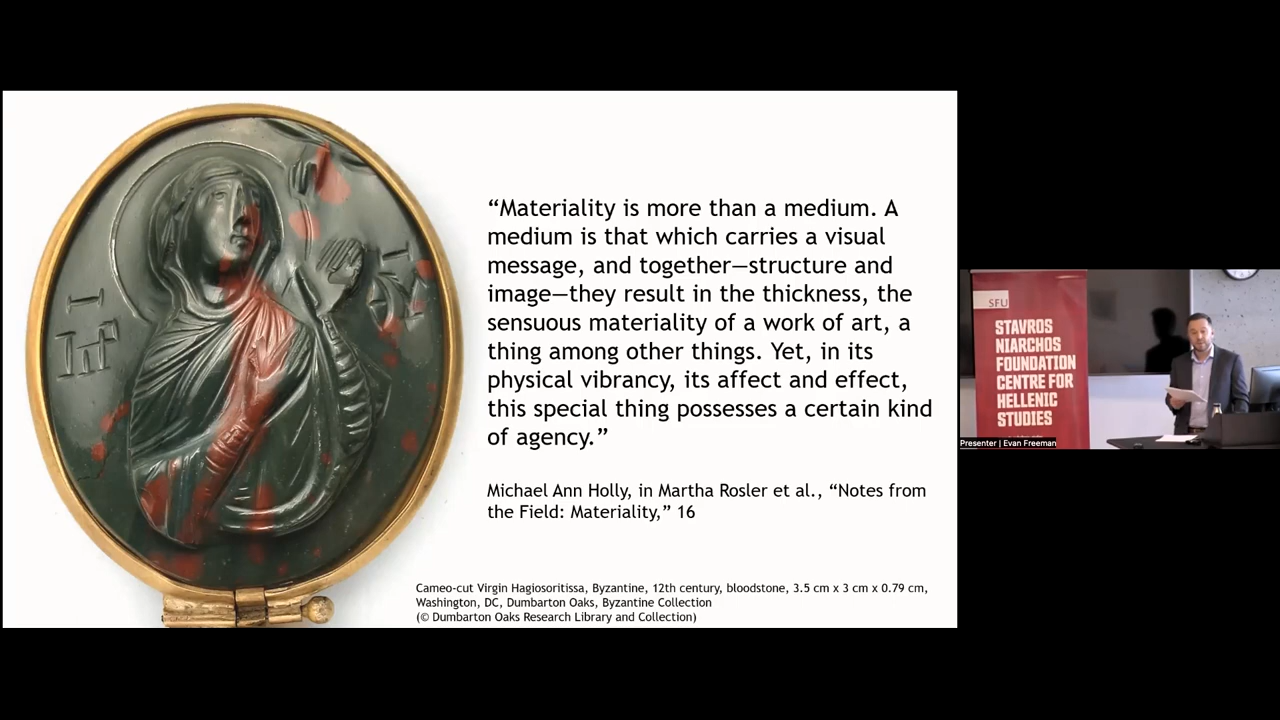 “Materiality is more than a medium. A
medium is that which carries a visual
message, and together—structure and
image—they result in the thickness, the
sensuous materiality of a work of art, a
thing among other things. Yet, in its
physical vibrancy, its affect and effect,
this special thing possesses a certain kind
of agency.”
Michael Ann Holly, in Martha Rosler et al., “Notes from
the Field: Materiality,” 16
Cameo-cut Virgin Hagiosoritissa, Byzantine, 12th century, bloodstone, 3.5 cm x 3 cm x 0.79 cm,
Washington, DC, Dumbarton Oaks, Byzantine Collection
(© Dumbarton Oaks Research Library and Collection)
SFU
STAVROS
NIARCHOS
FOUNDATION
CENTRE FOR
HELLENIC
STUDIES
Presenter | Evan Freeman